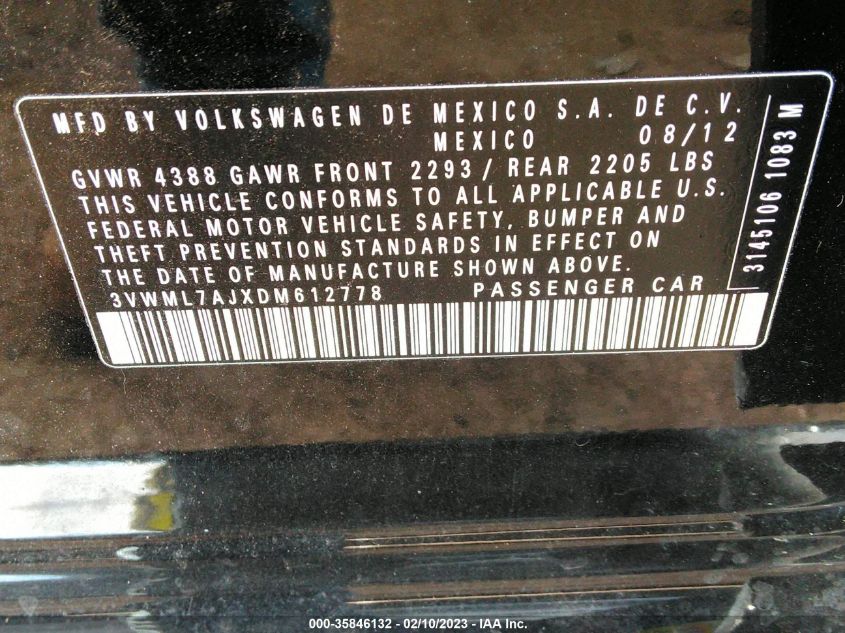 MFD BY VOLKSWAGEN DE MEXICO S.A. DE C.V.
MEXICO 08/12
GVWR 4388 GAWR FRONT 2293/ REAR 2205 LBS
THIS VEHICLE CONFORMS TO ALL APPLICABLE U.S.
FEDERAL MOTOR VEHICLE SAFETY, BUMPER AND
THEFT PREVENTION STANDARDS IN EFFECT ON
THE DATE OF MANUFACTURE SHOWN ABOVE.
3VWML7AJXDM612778 PASSENGER CAR
3145106 1083 M
000-35846132 - 02/10/2023 - IAA Inc.